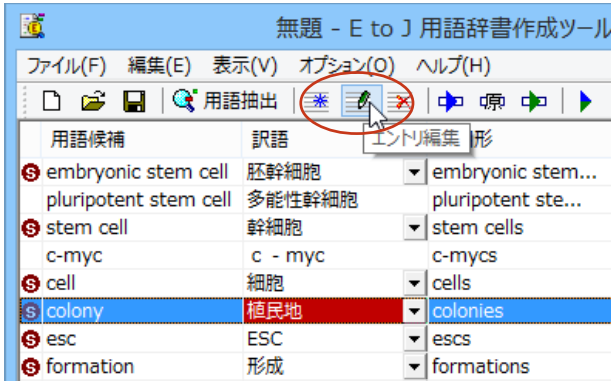 無題 - E to J 用語辞書作成ツール
ファイル(F) 編集(E) 表示(V) オプション(O) ヘルプ(H)
用語抽出
エントリ編集
用語候補 訳語 形
S embryonic stem cell 胚幹細胞 embryonic stem...
pluripotent stem cell 多能性幹細胞 pluripotent ste...
S stem cell 幹細胞 stem cells
c-myc c - myc c-mycs
S cell 細胞 cells
S colony 植民地 colonies
S esc ESC escs
S formation 形成 formations